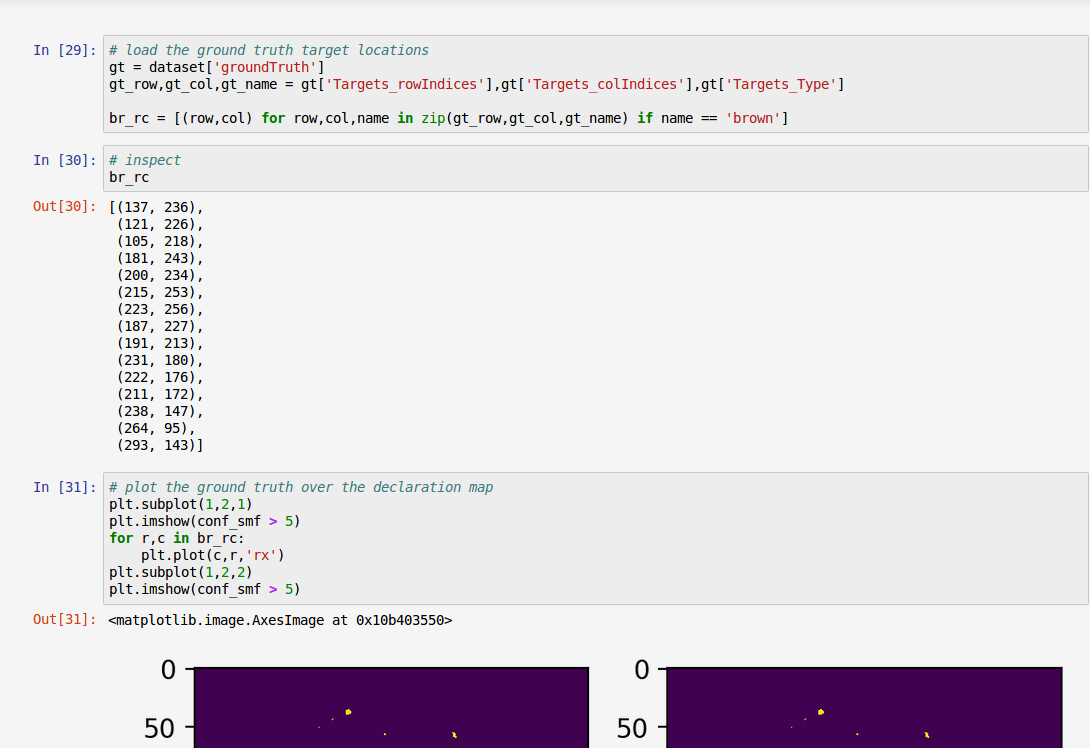 In [29]: # load the ground truth target locations
gt = dataset['groundTruth']
gt_row,gt_col,gt_name = gt['Targets_rowIndices'],gt['Targets_colIndices'],gt['Targets_Type']
br_rc = [(row,col) for row,col,name in zip(gt_row,gt_col,gt_name) if name == 'brown']
In [30]: # inspect
br_rc
Out[30]: [(137, 236),
(121, 226),
(105, 218),
(181, 243),
(200, 234),
(215, 253),
(223, 256),
(187, 227),
(191, 213),
(231, 180),
(222, 176),
(211, 172),
(238, 147),
(264, 95),
(293, 143)]
In [31]: # plot the ground truth over the declaration map
plt.subplot(1,2,1)
plt.imshow(conf_smf > 5)
for r,c in br_rc:
    plt.plot(c,r,'rx')
plt.subplot(1,2,2)
plt.imshow(conf_smf > 5)
Out[31]: <matplotlib.image.AxesImage at 0x10b403550>
0 0
50 50